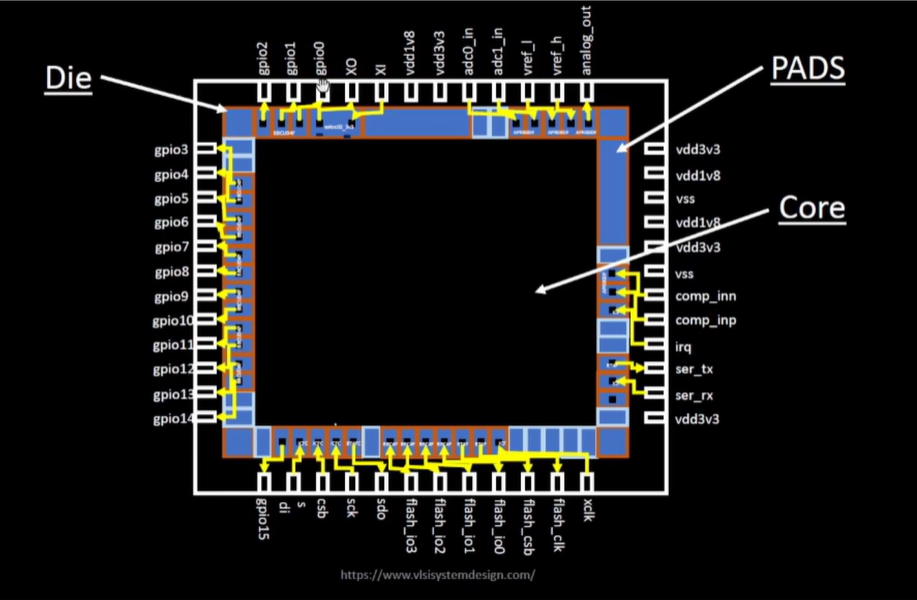 gpio2
gpio1
gpio0
XO
XI
vdd1v8
vdd3v3
adc0_in
adc1_in
vref_l
vref_h
analog_out
Die
PADS
Core
gpio3
gpio4
gpio5
gpio6
gpio7
gpio8
gpio9
gpio10
gpio11
gpio12
gpio13
gpio14
vdd3v3
vdd1v8
vss
vdd1v8
vdd3v3
vss
comp_inn
comp_inp
irq
ser_tx
ser_rx
vdd3v3
gpio15
di
s
csb
sck
sdo
flash_io3
flash_io2
flash_io1
flash_io0
flash_csb
flash_clk
xclk
https://www.vlsisystemdesign.com/